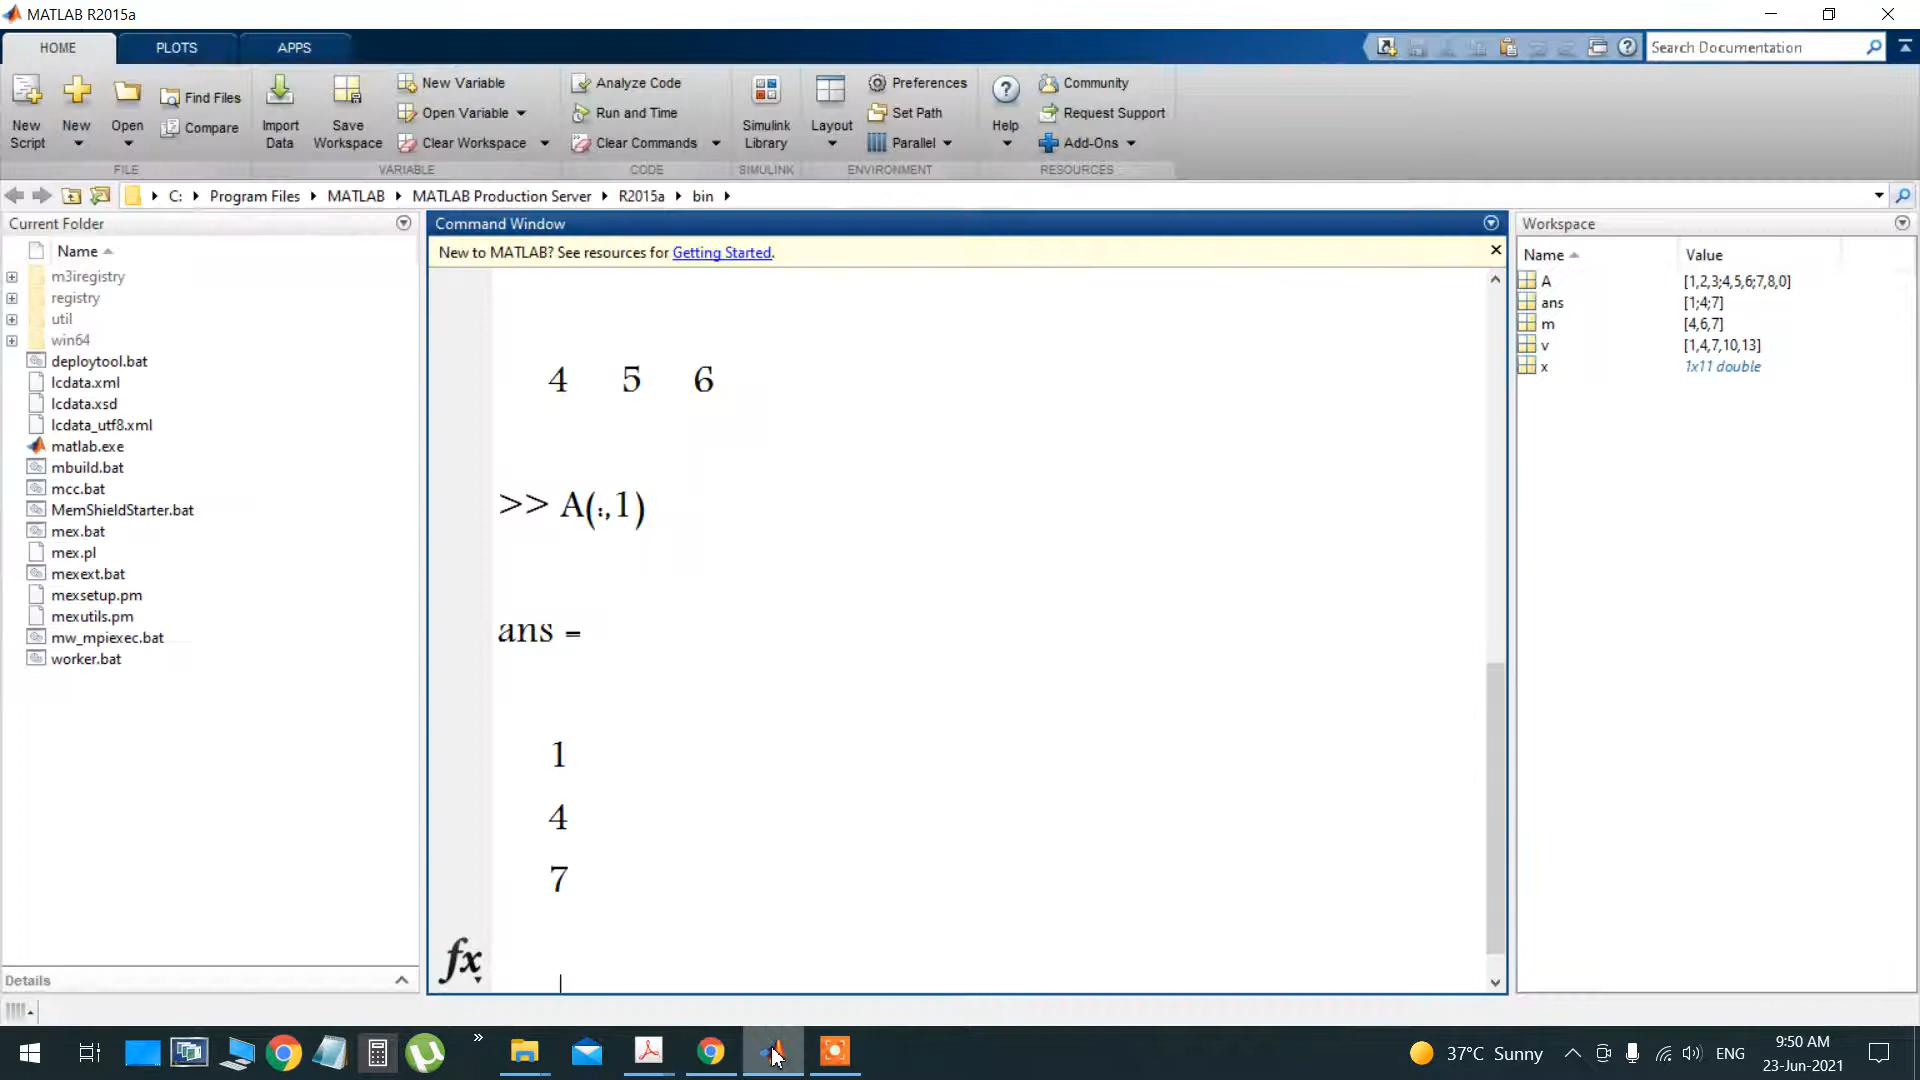 MATLAB R2015a
HOME PLOTS APPS
Search Documentation
New Script
New
Open
Find Files
Compare
FILE
Import Data
Save Workspace
New Variable
Open Variable
Clear Workspace
VARIABLE
Analyze Code
Run and Time
Clear Commands
CODE
Simulink Library
SIMULINK
Layout
Preferences
Set Path
Parallel
ENVIRONMENT
Help
Community
Request Support
Add-Ons
RESOURCES
C: Program Files MATLAB MATLAB Production Server R2015a bin
Current Folder
Name
m3iregistry
registry
util
win64
deploytool.bat
lcdata.xml
lcdata.xsd
lcdata_utf8.xml
matlab.exe
mbuild.bat
mcc.bat
MemShieldStarter.bat
mex.bat
mex.pl
mexext.bat
mexsetup.pm
mexutils.pm
mw_mpiexec.bat
worker.bat
Details
Command Window
New to MATLAB? See resources for Getting Started.
4 5 6
>> A(:,1)
ans =
1
4
7
fx
Workspace
Name Value
A [1,2,3;4,5,6;7,8,0]
ans [1;4;7]
m [4,6,7]
v [1,4,7,10,13]
x 1x11 double
37°C Sunny
ENG
9:50 AM
23-Jun-2021